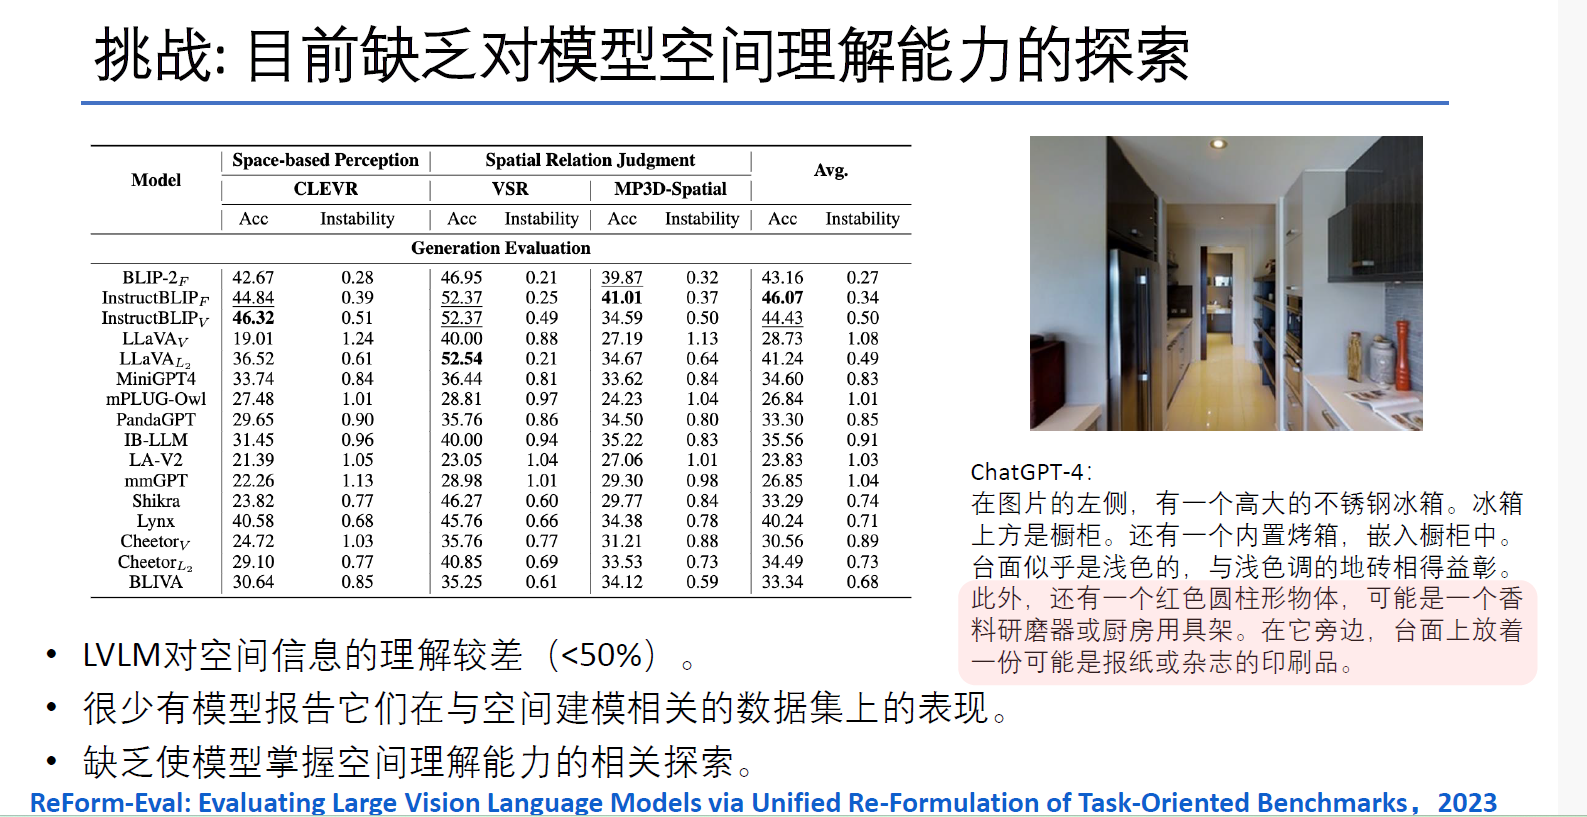 挑战: 目前缺乏对模型空间理解能力的探索
Model Space-based Perception Spatial Relation Judgment Avg.
CLEVR VSR MP3D-Spatial
Acc Instability Acc Instability Acc Instability Acc Instability
Generation Evaluation
BLIP-2F 42.67 0.28 46.95 0.21 39.87 0.32 43.16 0.27
InstructBLIPF 44.84 0.39 52.37 0.25 41.01 0.37 46.07 0.34
InstructBLIPV 46.32 0.51 52.37 0.49 34.59 0.50 44.43 0.50
LLaVAV 19.01 1.24 40.00 0.88 27.19 1.13 28.73 1.08
LLaVAL2 36.52 0.61 52.54 0.21 34.67 0.64 41.24 0.49
MiniGPT4 33.74 0.84 36.44 0.81 33.62 0.84 34.60 0.83
mPLUG-Owl 27.48 1.01 28.81 0.97 24.23 1.04 26.84 1.01
PandaGPT 29.65 0.90 35.76 0.86 34.50 0.80 33.30 0.85
IB-LLM 31.45 0.96 40.00 0.94 35.22 0.83 35.56 0.91
LA-V2 21.39 1.05 23.05 1.04 27.06 1.01 23.83 1.03
mmGPT 22.26 1.13 28.98 1.01 29.30 0.98 26.85 1.04
Shikra 23.82 0.77 46.27 0.60 29.77 0.84 33.29 0.74
Lynx 40.58 0.68 45.76 0.66 34.38 0.78 40.24 0.71
CheetorV 24.72 1.03 35.76 0.77 31.21 0.88 30.56 0.89
CheetorL2 29.10 0.77 40.85 0.69 33.53 0.73 34.49 0.73
BLIVA 30.64 0.85 35.25 0.61 34.12 0.59 33.34 0.68
ChatGPT-4：
在图片的左侧，有一个高大的不锈钢冰箱。冰箱
上方是橱柜。还有一个内置烤箱，嵌入橱柜中。
台面似乎是浅色的，与浅色调的地砖相得益彰。
此外，还有一个红色圆柱形物体，可能是一个香
料研磨器或厨房用具架。在它旁边，台面上放着
一份可能是报纸或杂志的印刷品。
• LVLM对空间信息的理解较差（<50%）。
• 很少有模型报告它们在与空间建模相关的数据集上的表现。
• 缺乏使模型掌握空间理解能力的相关探索。
ReForm-Eval: Evaluating Large Vision Language Models via Unified Re-Formulation of Task-Oriented Benchmarks，2023